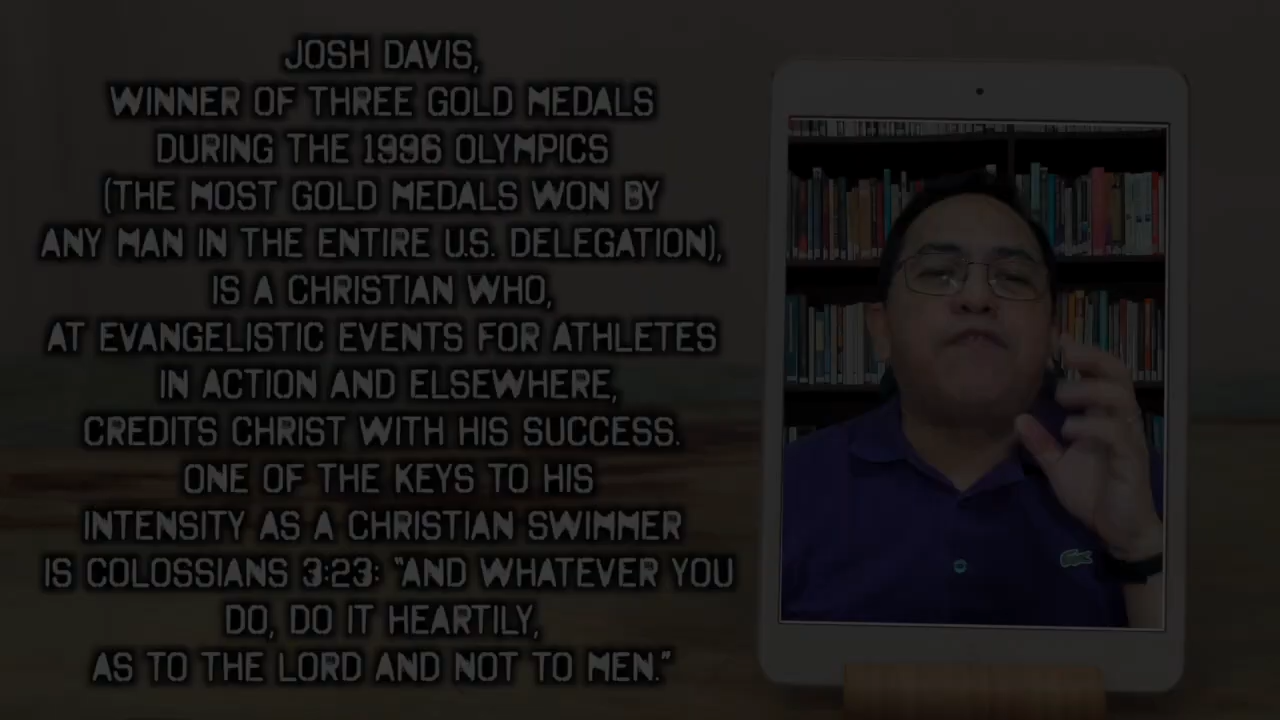 JOSH DAVIS,
WINNER OF THREE GOLD MEDALS
DURING THE 1996 OLYMPICS
(THE MOST GOLD MEDALS WON BY
ANY MAN IN THE ENTIRE U.S. DELEGATION),
IS A CHRISTIAN WHO,
AT EVANGELISTIC EVENTS FOR ATHLETES
IN ACTION AND ELSEWHERE,
CREDITS CHRIST WITH HIS SUCCESS.
ONE OF THE KEYS TO HIS
INTENSITY AS A CHRISTIAN SWIMMER
IS COLOSSIANS 3:23: "AND WHATEVER YOU
DO, DO IT HEARTILY,
AS TO THE LORD AND NOT TO MEN."